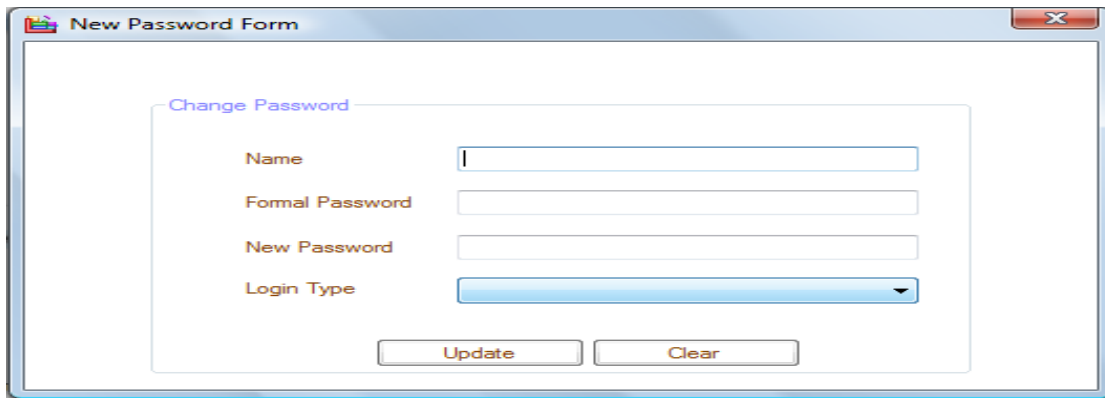 New Password Form
Change Password
Name
Formal Password
New Password
Login Type
Update Clear